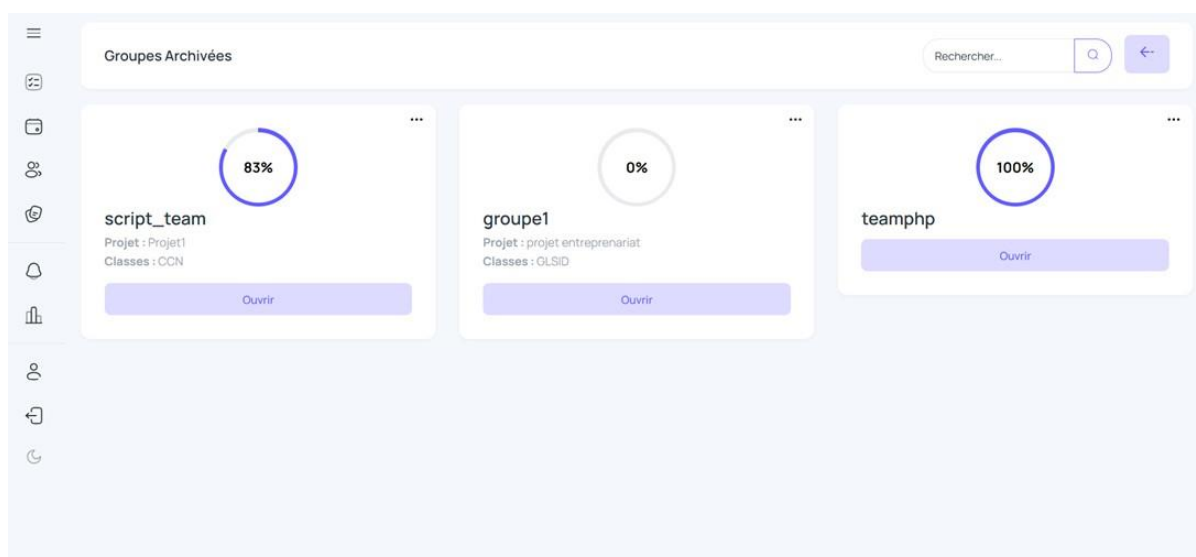 Groupes Archivées
Rechercher...
83%
script_team
Projet : Projet1
Classes : CCN
Ouvrir
0%
groupe1
Projet : projet entreprenariat
Classes : GLSID
Ouvrir
100%
teamphp
Ouvrir